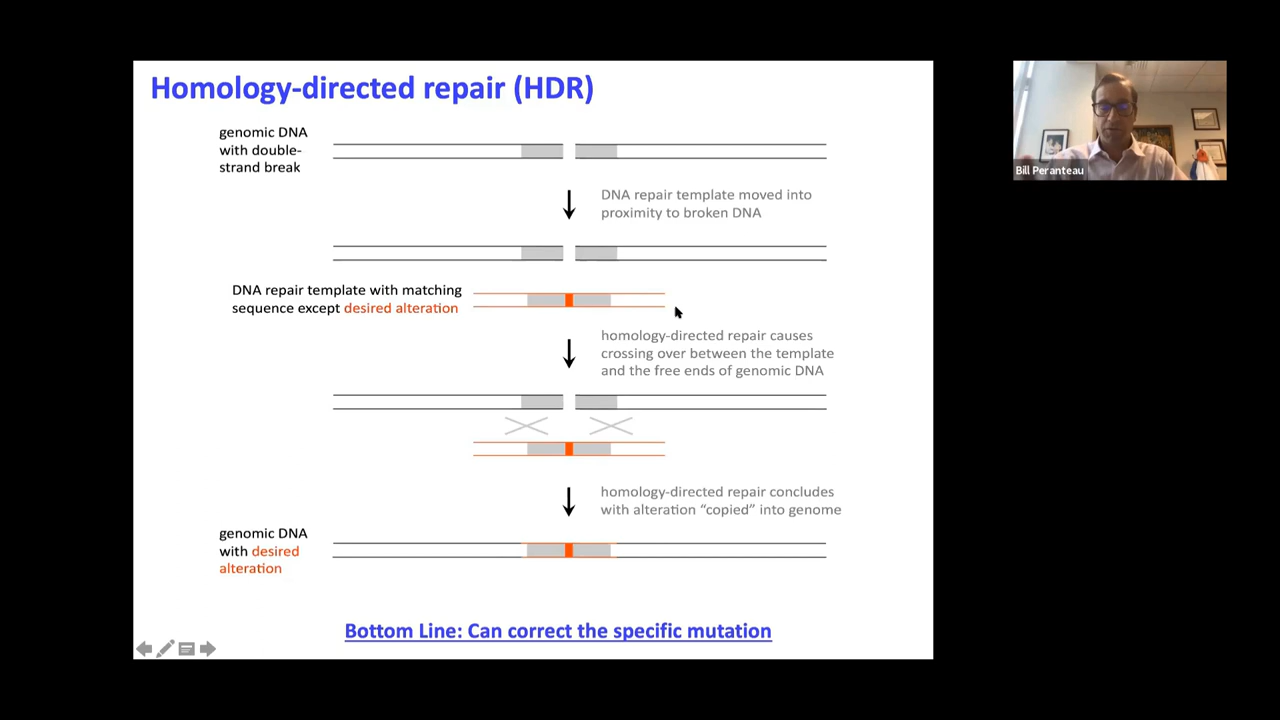 Homology-directed repair (HDR)
genomic DNA
with double-
strand break
DNA repair template moved into
proximity to broken DNA
DNA repair template with matching
sequence except desired alteration
homology-directed repair causes
crossing over between the template
and the free ends of genomic DNA
homology-directed repair concludes
with alteration “copied” into genome
genomic DNA
with desired
alteration
Bottom Line: Can correct the specific mutation
Bill Peranteau